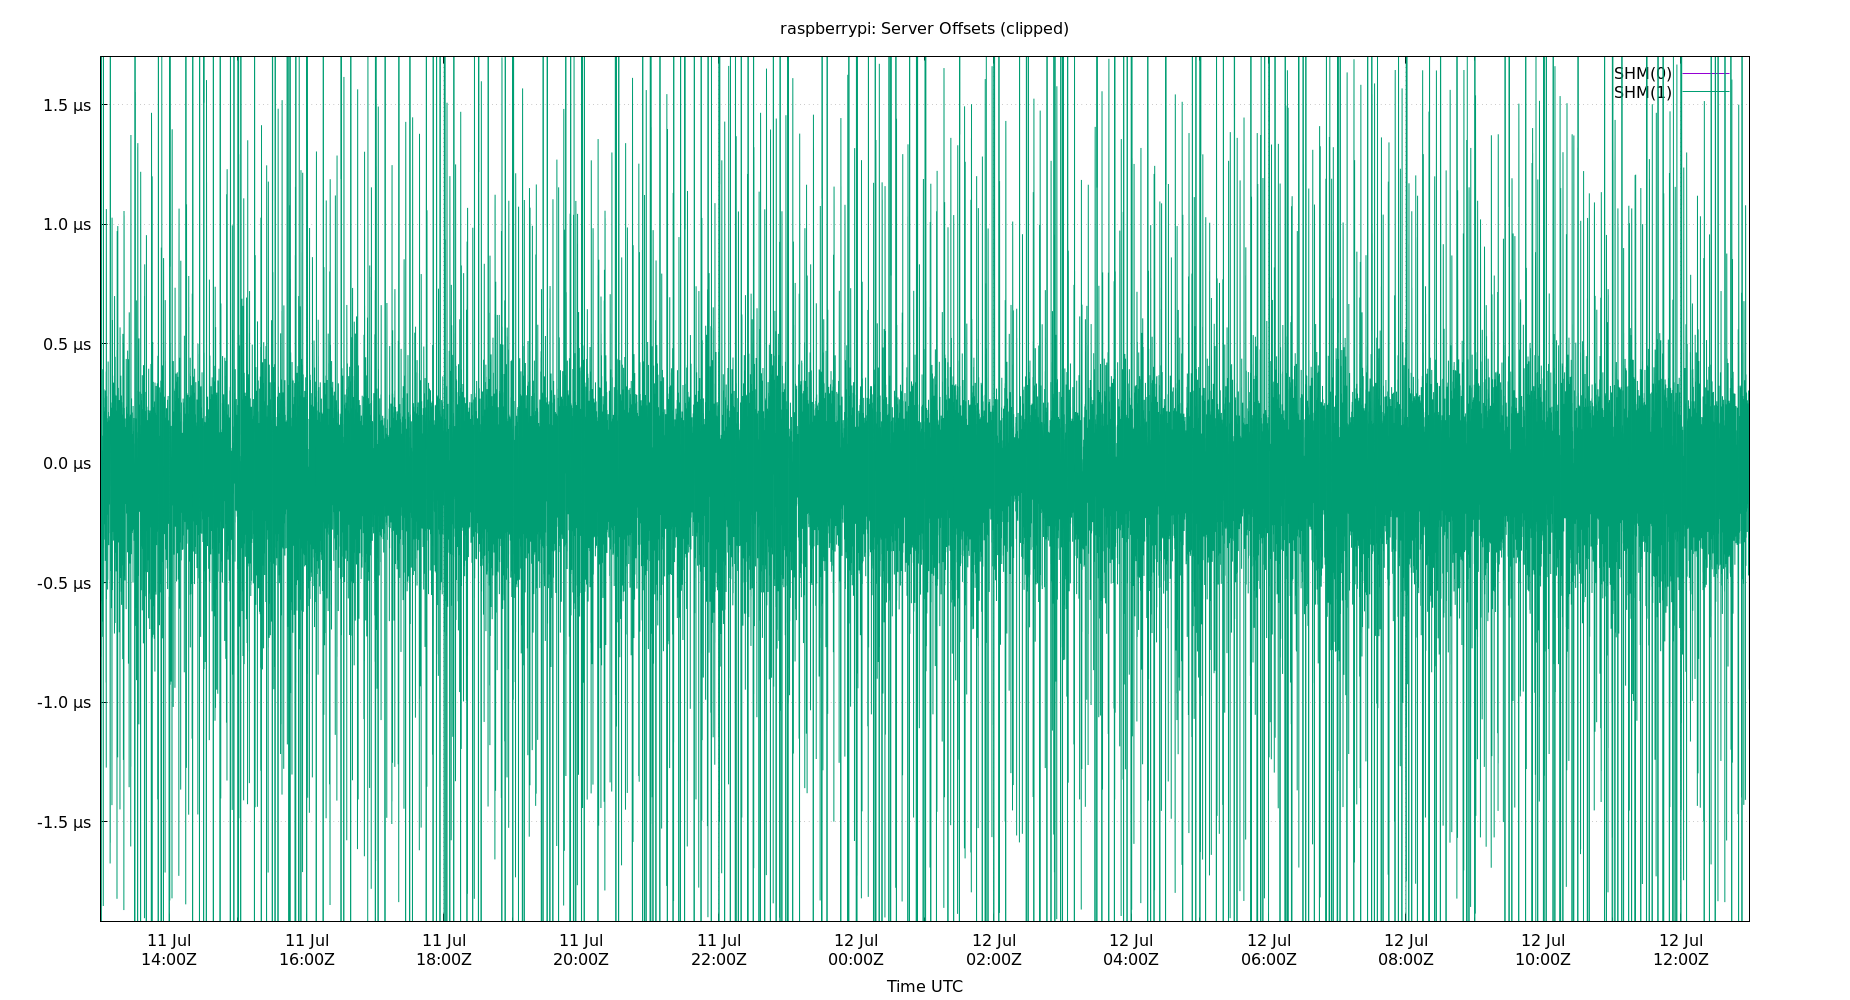 raspberrypi: Server Offsets (clipped)
SHM(0)
SHM(1)
1.5 µs
1.0 µs
0.5 µs
0.0 µs
-0.5 µs
-1.0 µs
-1.5 µs
11 Jul 11 Jul 11 Jul 11 Jul 11 Jul 12 Jul 12 Jul 12 Jul 12 Jul 12 Jul 12 Jul 12 Jul
14:00Z 16:00Z 18:00Z 20:00Z 22:00Z 00:00Z 02:00Z 04:00Z 06:00Z 08:00Z 10:00Z 12:00Z
Time UTC